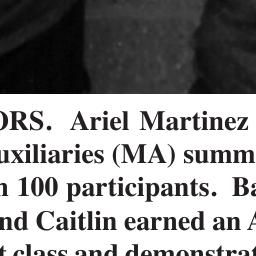 ORS. Ariel Martinez
uxiliaries (MA) summ
100 participants. Ba
nd Caitlin earned an A
t class and demonstrat